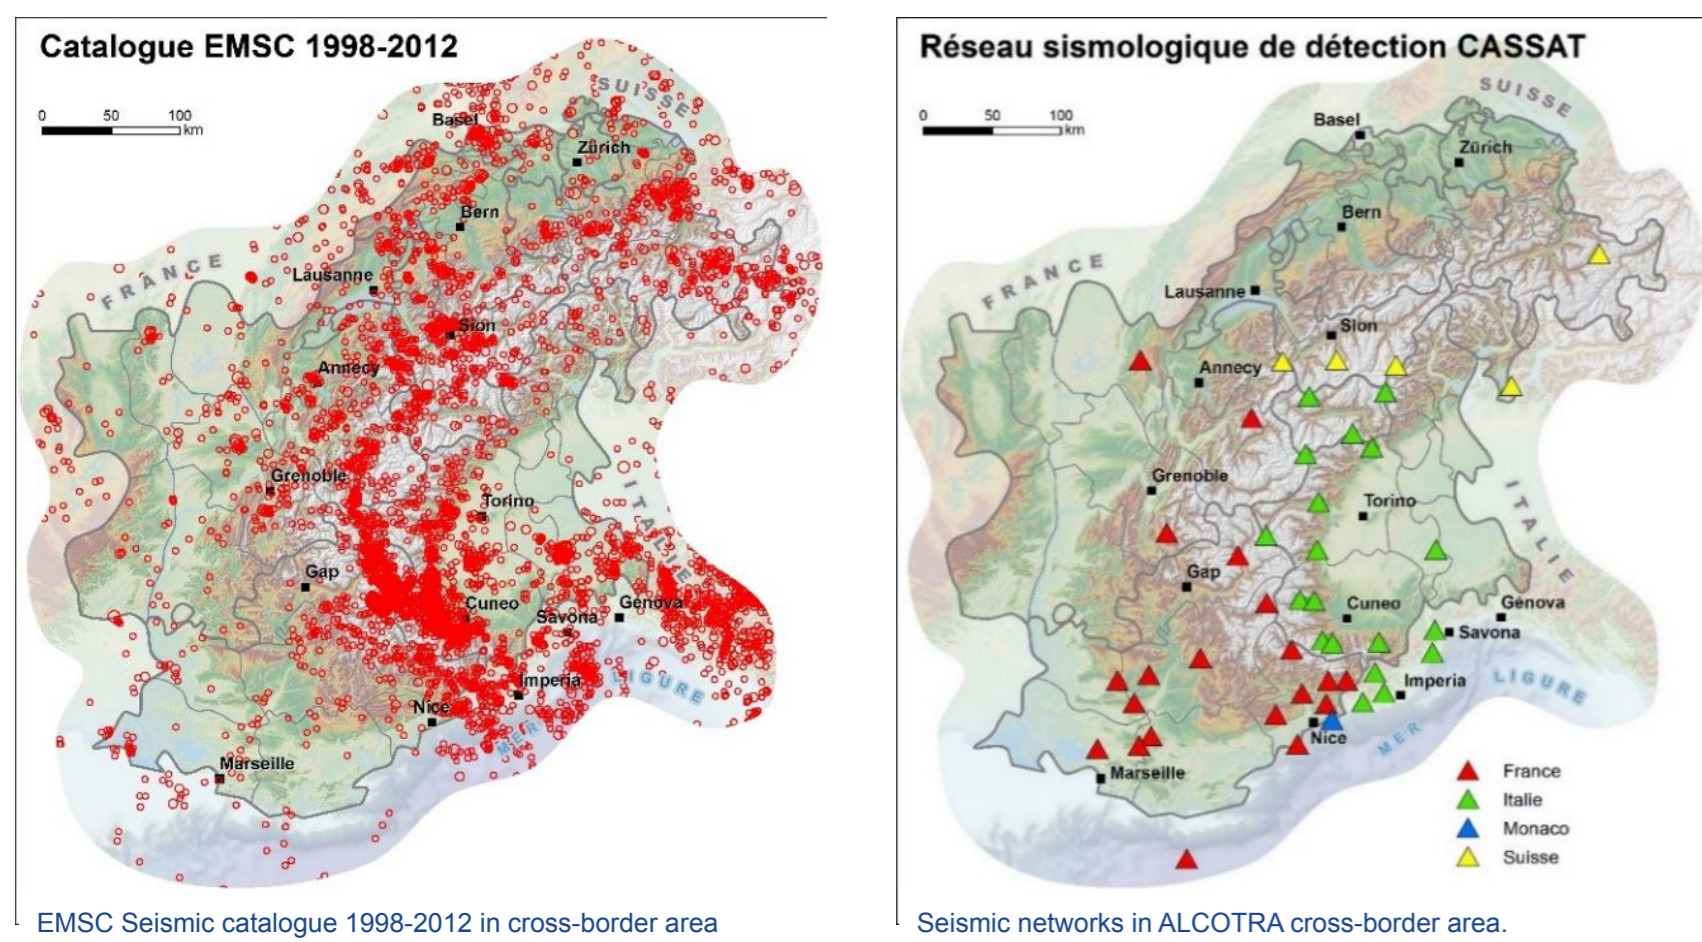 Catalogue EMSC 1998-2012
0 50 100
km
SUISSE
Basel
Zürich
Bern
FRANCE
Lausanne
Sion
Annecy
Grenoble
Torino
ITALIE
Gap
Cuneo
Savona
Genova
Imperia
LIGURE
Nice
MER
Marseille
EMSC Seismic catalogue 1998-2012 in cross-border area
Réseau sismologique de détection CASSAT
0 50 100
km
SUISSE
Basel
Zürich
Bern
FRANCE
Lausanne
Sion
Annecy
Grenoble
Torino
ITALIE
Gap
Cuneo
Genova
Savona
Imperia
LIGURE
Nice
MER
Marseille
France
Italie
Monaco
Suisse
Seismic networks in ALCOTRA cross-border area.